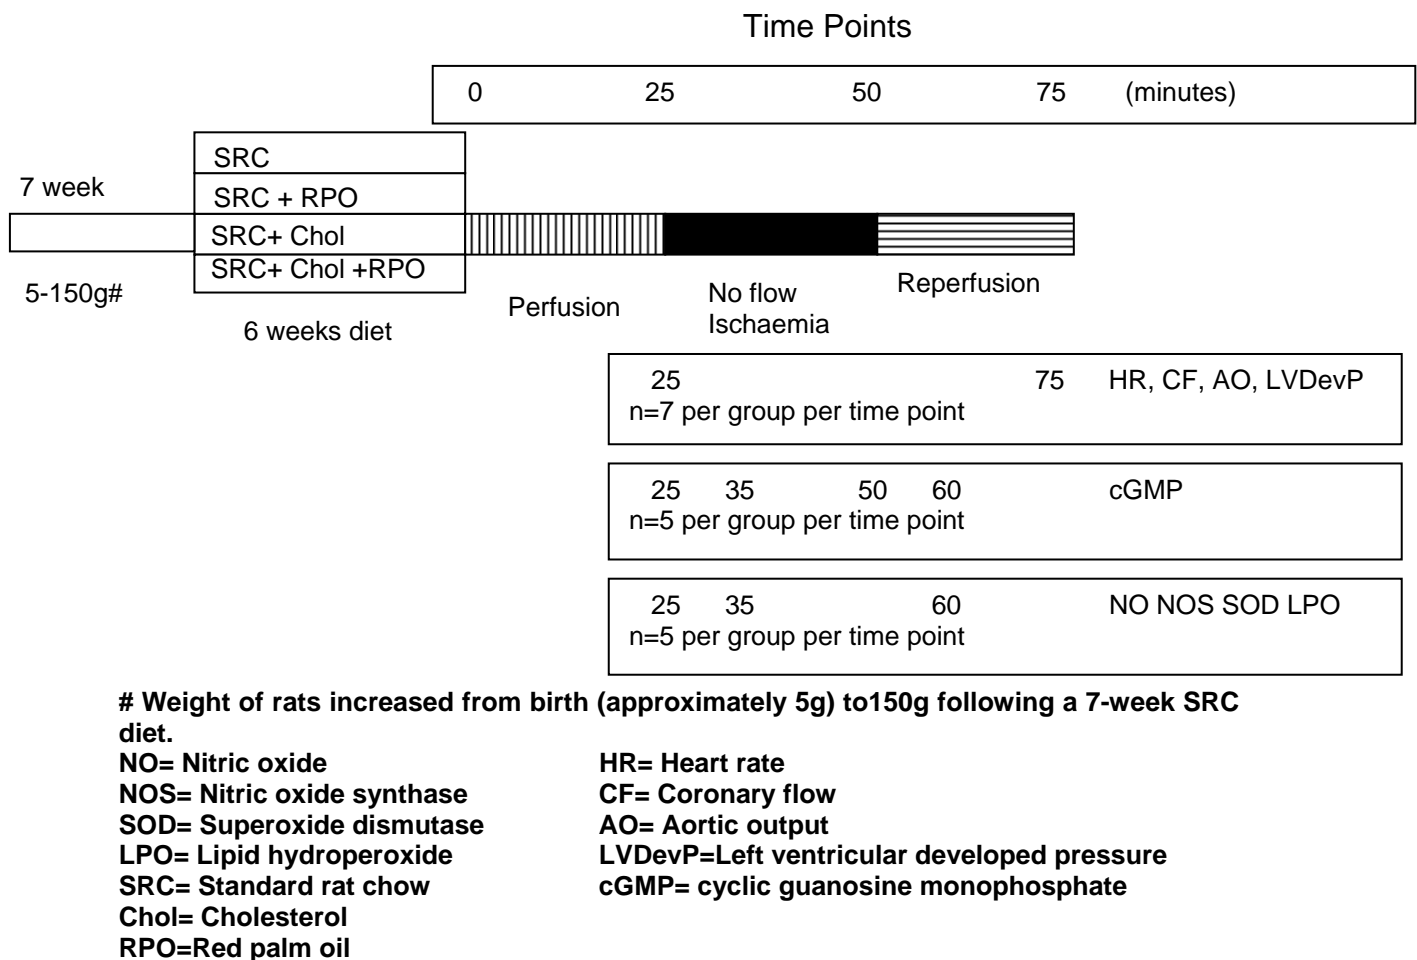 Time Points
0 25 50 75 (minutes)
SRC
7 week
SRC + RPO
SRC+ Chol
SRC+ Chol +RPO
5-150g#
Perfusion
No flow
Ischaemia
Reperfusion
6 weeks diet
25 75 HR, CF, AO, LVDevP
n=7 per group per time point
25 35 50 60 cGMP
n=5 per group per time point
25 35 60 NO NOS SOD LPO
n=5 per group per time point
# Weight of rats increased from birth (approximately 5g) to150g following a 7-week SRC
diet.
NO= Nitric oxide HR= Heart rate
NOS= Nitric oxide synthase CF= Coronary flow
SOD= Superoxide dismutase AO= Aortic output
LPO= Lipid hydroperoxide LVDevP=Left ventricular developed pressure
SRC= Standard rat chow cGMP= cyclic guanosine monophosphate
Chol= Cholesterol
RPO=Red palm oil